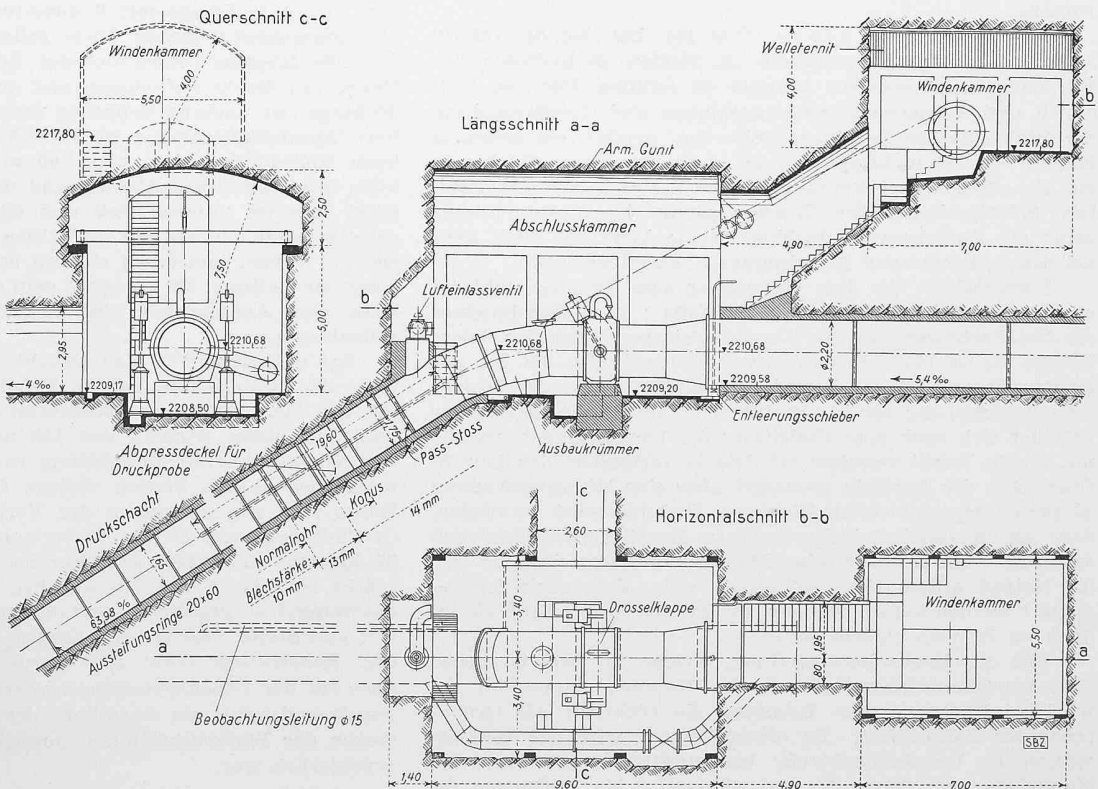 Querschnitt c-c
Windenkammer
4,00
5,50
2217,80
2,50
7,50
5,00
2,95
2210,68
4 ‰
2209,17
2208,50
Abpressdeckel für
Druckprobe
Längsschnitt a-a
Arm. Gunit
Abschlusskammer
Welleternit
Windenkammer
4,00
b
2217,80
4,90
7,00
b
Lufteinlassventil
2210,68
2210,68
2209,20
2209,58
ϕ 2,20
5,4 ‰
Entleerungsschieber
Ausbaukrümmer
1,60
1,75
Pass-Stoss
Konus
14 mm
Normalrohr
Blechstärke
10 mm
13 mm
Druckschacht
1,65
63,98 %
Aussteifungsringe 20×60
a
Beobachtungsleitung ϕ 15
Horizontalschnitt b-b
c
2,60
3,40
3,40
Drosselklappe
1,95
80
Windenkammer
5,50
a
c
1,40
9,60
4,90
7,00
SBZ